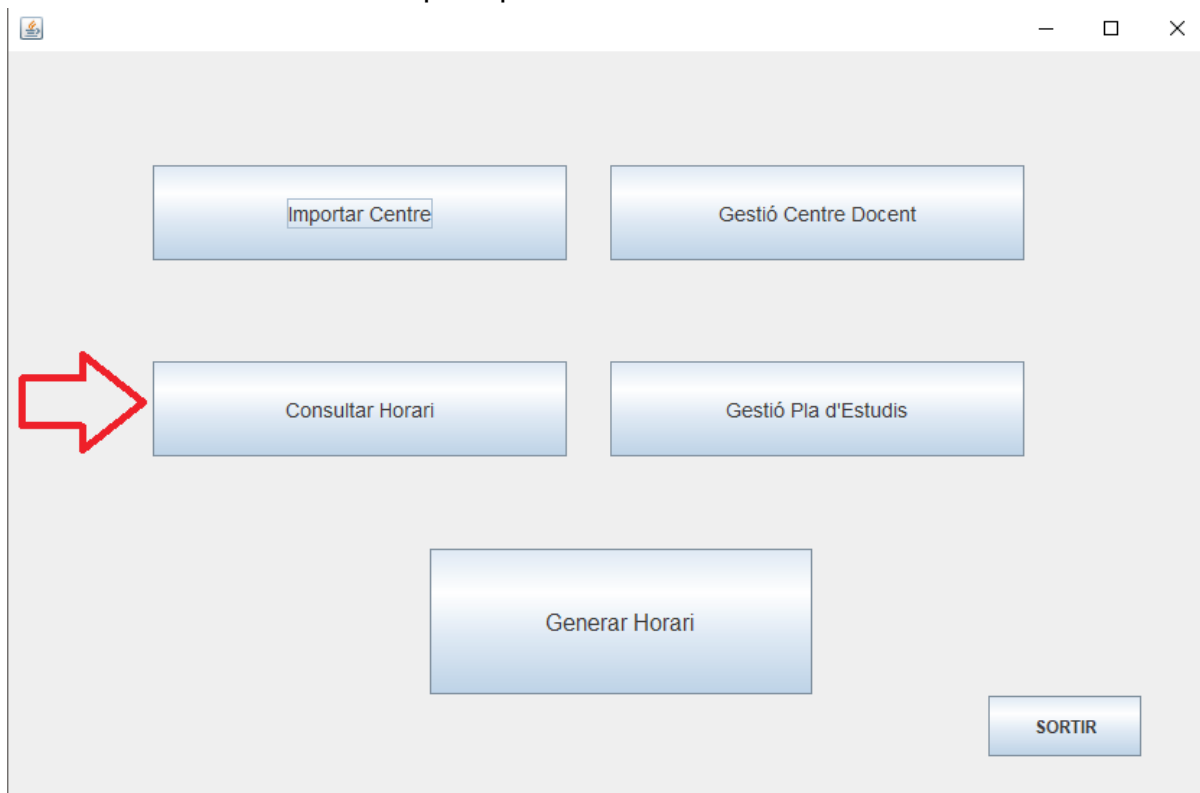 Importar Centre
Gestió Centre Docent
Consultar Horari
Gestió Pla d'Estudis
Generar Horari
SORTIR